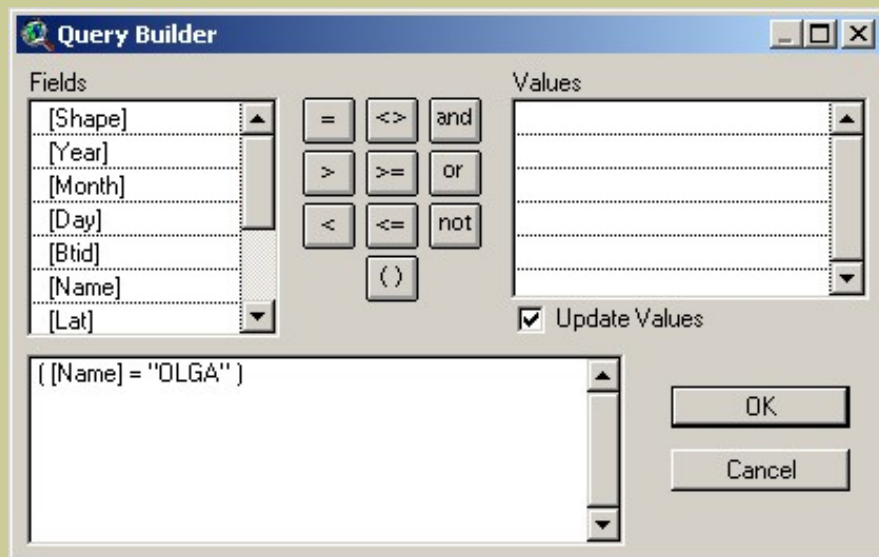 Query Builder
Fields
[Shape]
[Year]
[Month]
[Day]
[Btid]
[Name]
[Lat]
= <> and
> >= or
< <= not
( )
Values
Update Values
( [Name] = "OLGA" )
OK
Cancel